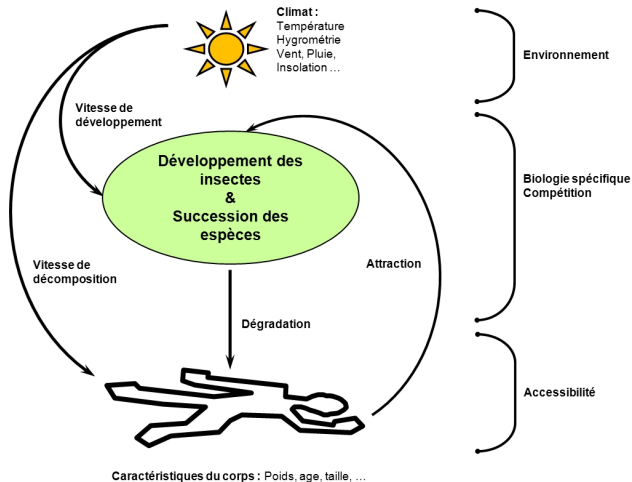 Climat :
Température
Hygrométrie
Vent, Pluie,
Insolation ...
Environnement
Vitesse de
développement
Développement des
insectes
&
Succession des
espèces
Biologie spécifique
Compétition
Vitesse de
décomposition
Attraction
Dégradation
Accessibilité
Caractéristiques du corps : Poids, age, taille, ...